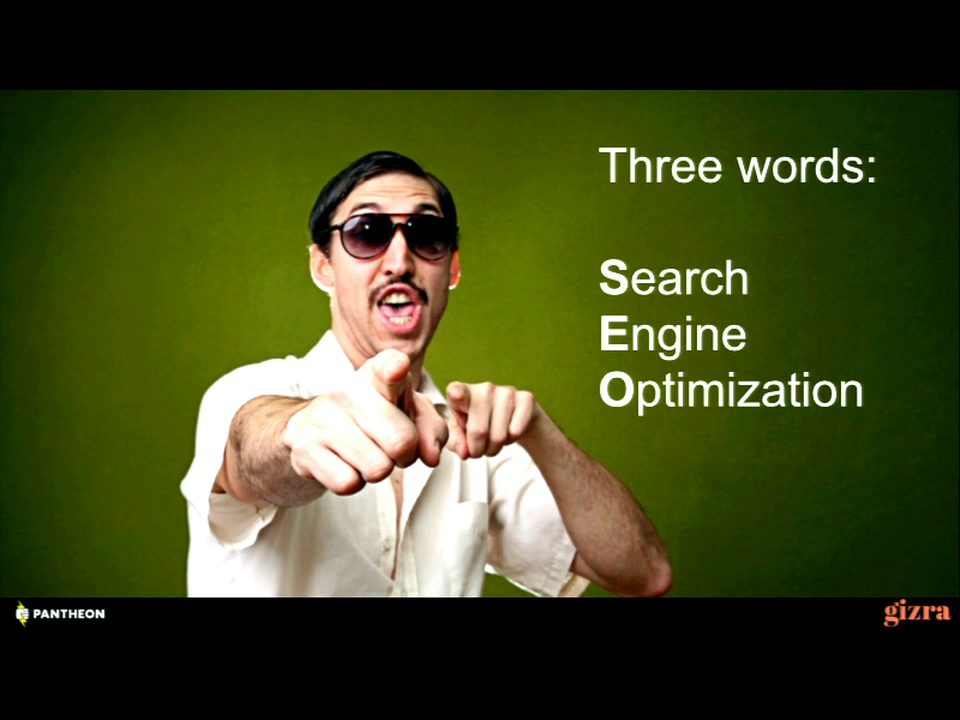 Three words:
Search
Engine
Optimization
PANTHEON
gizra